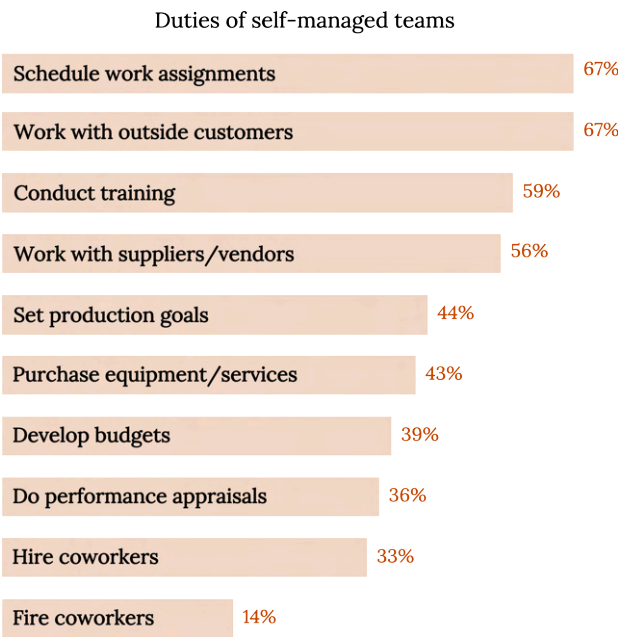 Duties of self-managed teams
Schedule work assignments 67%
Work with outside customers 67%
Conduct training 59%
Work with suppliers/vendors 56%
Set production goals 44%
Purchase equipment/services 43%
Develop budgets 39%
Do performance appraisals 36%
Hire coworkers 33%
Fire coworkers 14%